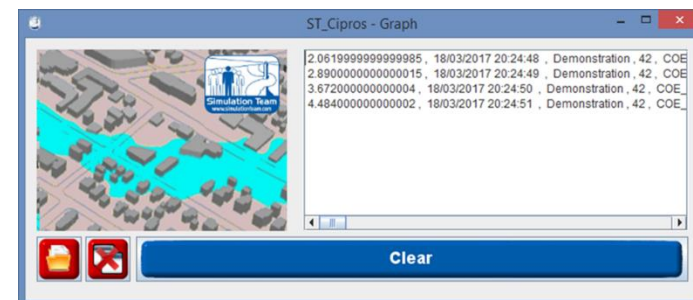 ST_Cipros - Graph
Simulation Team
www.simulationteam.com
2.0619999999999985, 18/03/2017 20:24:48 , Demonstration , 42 , COE
2.8900000000000015, 18/03/2017 20:24:49 , Demonstration , 42 , COE
3.672000000000004 , 18/03/2017 20:24:50 , Demonstration , 42 , COE_
4.484000000000002 , 18/03/2017 20:24:51 , Demonstration , 42 , COE_
Clear